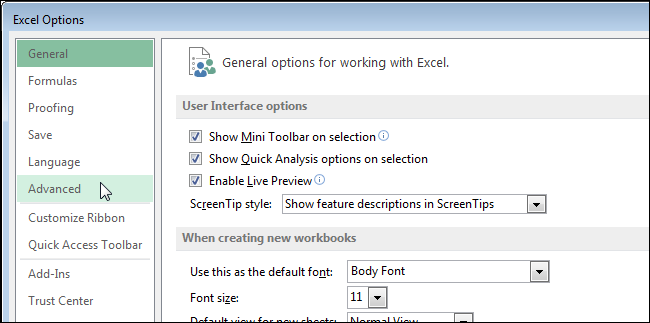 Excel Options
General
Formulas
Proofing
Save
Language
Advanced
Customize Ribbon
Quick Access Toolbar
Add-Ins
Trust Center
General options for working with Excel.
User Interface options
Show Mini Toolbar on selection
Show Quick Analysis options on selection
Enable Live Preview
ScreenTip style: Show feature descriptions in ScreenTips
When creating new workbooks
Use this as the default font: Body Font
Font size: 11
Default view for new sheets: Normal View